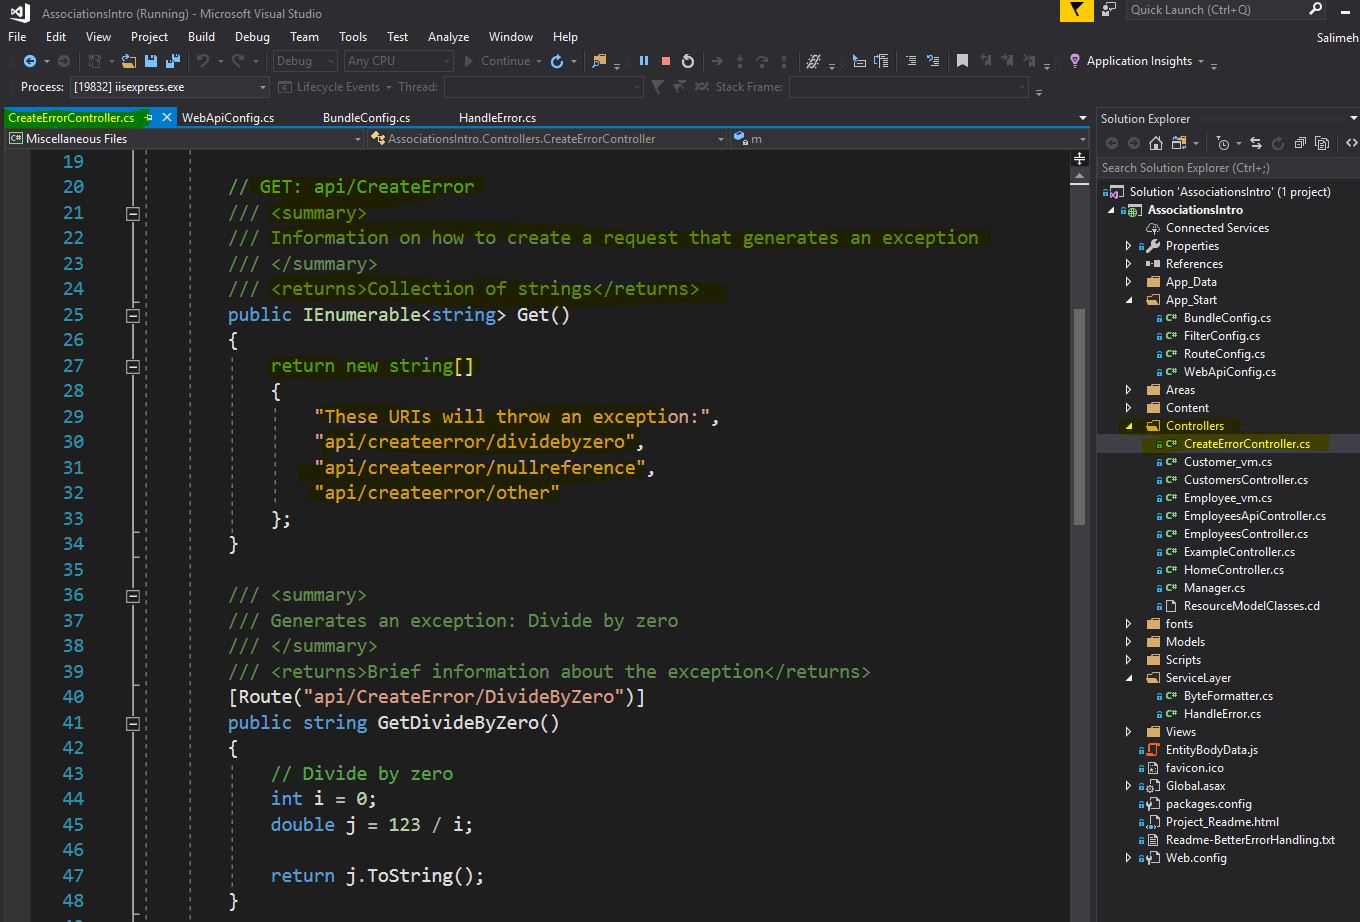 AssociationsIntro (Running) - Microsoft Visual Studio
Quick Launch (Ctrl+Q)
File Edit View Project Build Debug Team Tools Test Analyze Window Help
Salimeh
Debug Any CPU Continue Application Insights
Process: [19832] iisexpress.exe Lifecycle Events Thread: Stack Frame:
CreateErrorController.cs WebApiConfig.cs BundleConfig.cs HandleError.cs
Miscellaneous Files AssociationsIntro.Controllers.CreateErrorController m
19
20 // GET: api/CreateError
21 /// <summary>
22 /// Information on how to create a request that generates an exception
23 /// </summary>
24 /// <returns>Collection of strings</returns>
25 public IEnumerable<string> Get()
26 {
27 return new string[]
28 {
29 "These URIs will throw an exception:",
30 "api/createerror/dividebyzero",
31 "api/createerror/nullreference",
32 "api/createerror/other"
33 };
34 }
35
36 /// <summary>
37 /// Generates an exception: Divide by zero
38 /// </summary>
39 /// <returns>Brief information about the exception</returns>
40 [Route("api/CreateError/DivideByZero")]
41 public string GetDivideByZero()
42 {
43 // Divide by zero
44 int i = 0;
45 double j = 123 / i;
46
47 return j.ToString();
48 }
Solution Explorer
Search Solution Explorer (Ctrl+;)
Solution 'AssociationsIntro' (1 project)
AssociationsIntro
Connected Services
Properties
References
App_Data
App_Start
BundleConfig.cs
FilterConfig.cs
RouteConfig.cs
WebApiConfig.cs
Areas
Content
Controllers
CreateErrorController.cs
Customer_vm.cs
CustomersController.cs
Employee_vm.cs
EmployeesApiController.cs
EmployeesController.cs
ExampleController.cs
HomeController.cs
Manager.cs
ResourceModelClasses.cd
fonts
Models
Scripts
ServiceLayer
ByteFormatter.cs
HandleError.cs
Views
EntityBodyData.js
favicon.ico
Global.asax
packages.config
Project_Readme.html
Readme-BetterErrorHandling.txt
Web.config